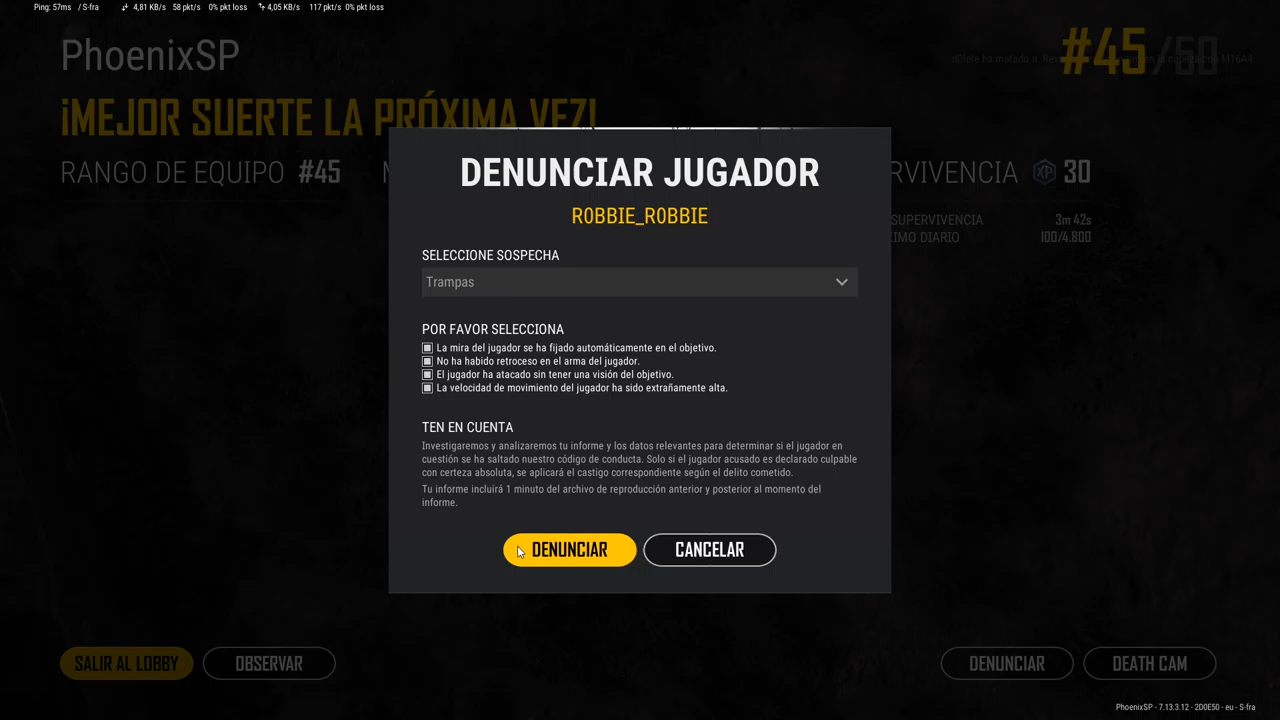 Ping: 57ms / S-fra 4,81 KB/s 58 pkt/s 0% pkt loss 4,05 KB/s 117 pkt/s 0% pkt loss
PhoenixSP
#45/60
¡MEJOR SUERTE LA PRÓXIMA VEZ!
RANGO DE EQUIPO #45
XP 30
SUPERVIVENCIA 3m 42s
100/4.800
DENUNCIAR JUGADOR
R0BBIE_R0BBIE
SELECCIONE SOSPECHA
Trampas
POR FAVOR SELECCIONA
La mira del jugador se ha fijado automáticamente en el objetivo.
No ha habido retroceso en el arma del jugador.
El jugador ha atacado sin tener una visión del objetivo.
La velocidad de movimiento del jugador ha sido extrañamente alta.
TEN EN CUENTA
Investigaremos y analizaremos tu informe y los datos relevantes para determinar si el jugador en
cuestión se ha saltado nuestro código de conducta. Solo si el jugador acusado es declarado culpable
con certeza absoluta, se aplicará el castigo correspondiente según el delito cometido.
Tu informe incluirá 1 minuto del archivo de reproducción anterior y posterior al momento del
informe.
DENUNCIAR
CANCELAR
SALIR AL LOBBY
OBSERVAR
DENUNCIAR
DEATH CAM
PhoenixSP - 7.13.3.12 - 2D0E50 - eu - S-fra